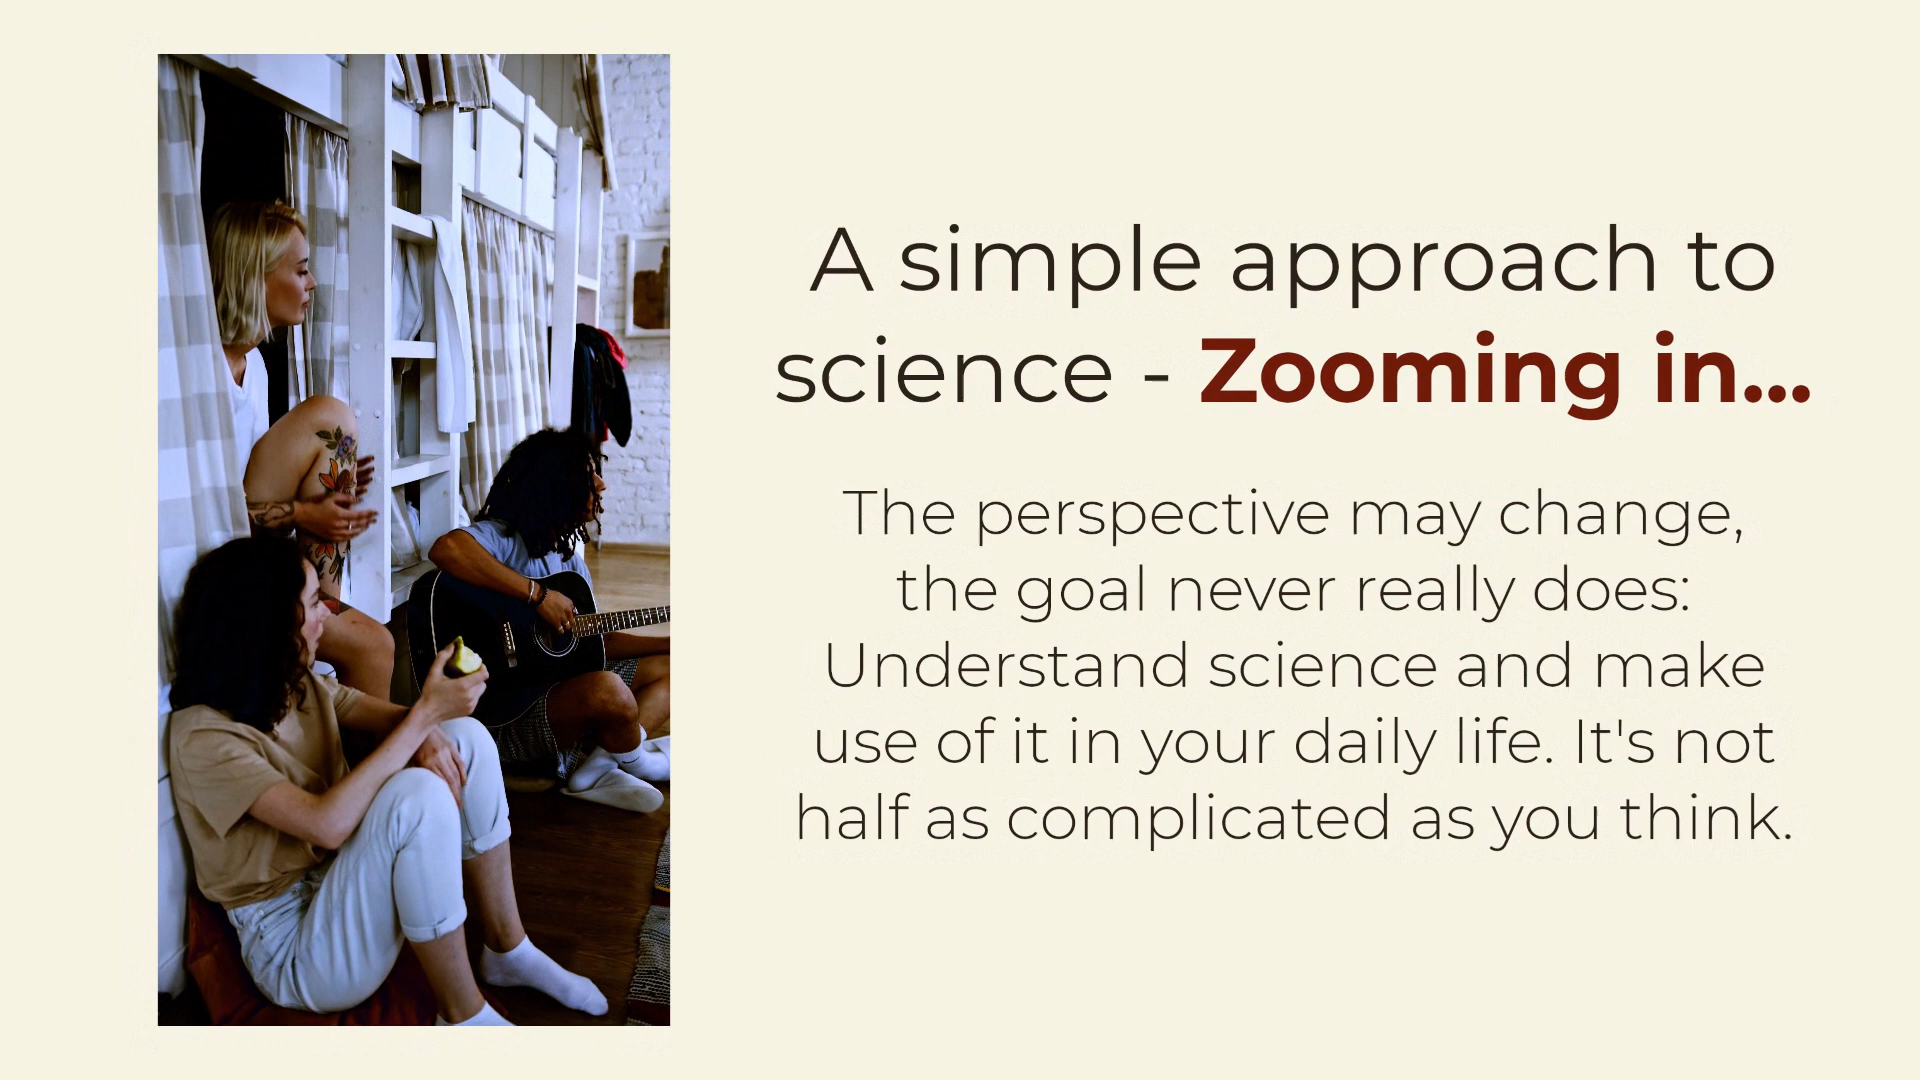 A simple approach to
science - Zooming in...
The perspective may change,
the goal never really does:
Understand science and make
use of it in your daily life. It's not
half as complicated as you think.